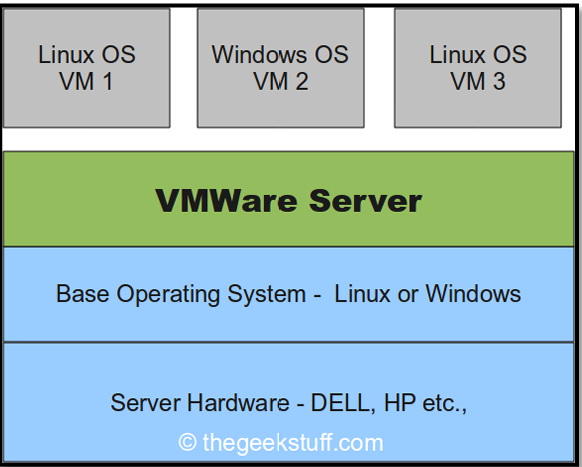 Linux OS
VM 1
Windows OS
VM 2
Linux OS
VM 3
VMWare Server
Base Operating System - Linux or Windows
Server Hardware - DELL, HP etc.,
© thegeekstuff.com